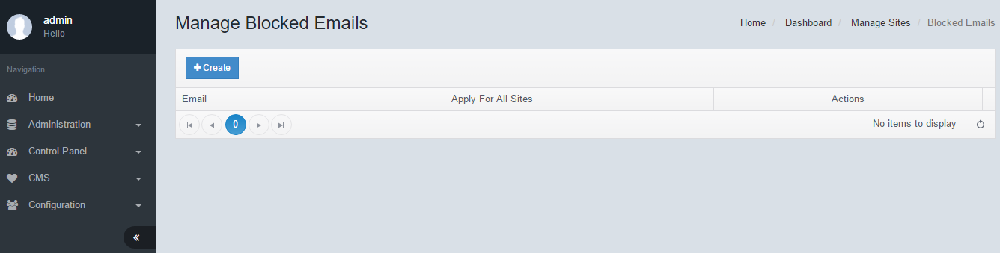 admin
Hello
Navigation
Home
Administration
Control Panel
CMS
Configuration
Manage Blocked Emails
Home / Dashboard / Manage Sites / Blocked Emails
Create
Email Apply For All Sites Actions
0 No items to display